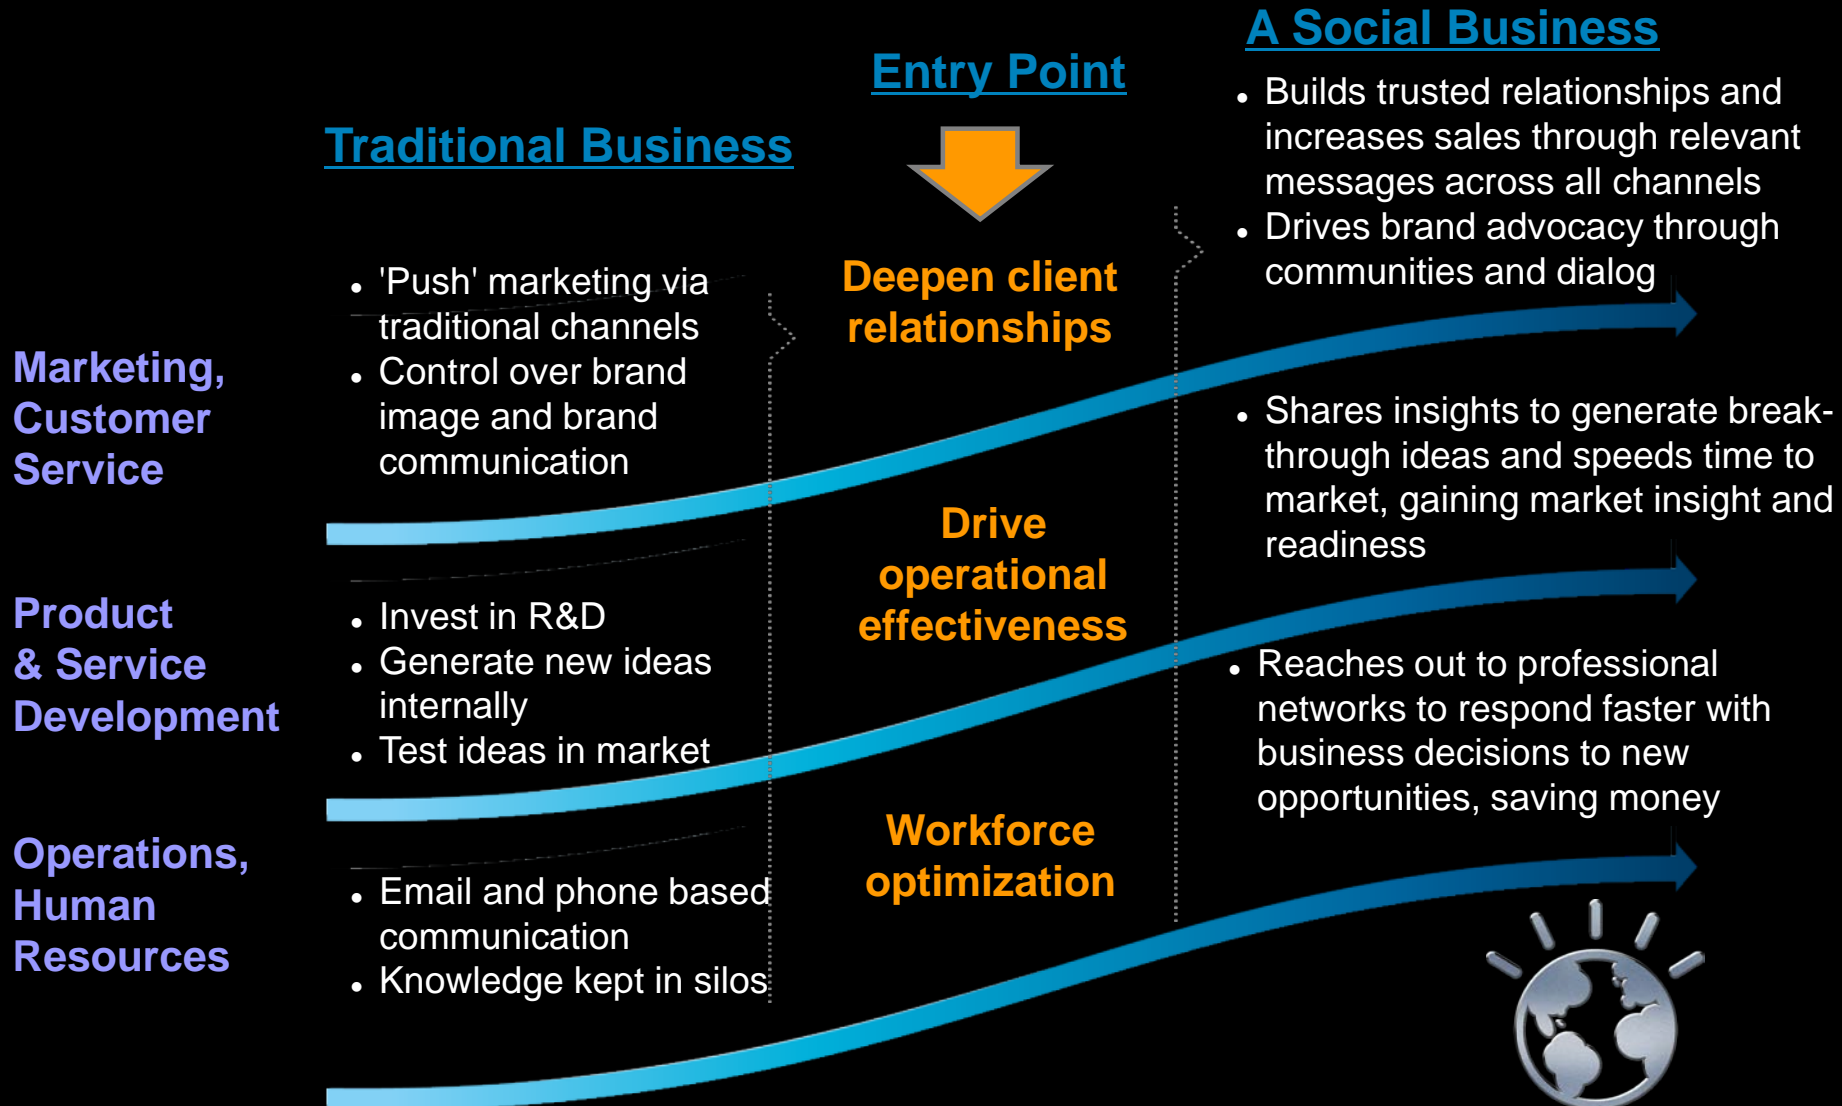 A Social Business
Entry Point
Traditional Business
• Builds trusted relationships and
increases sales through relevant
messages across all channels
• Drives brand advocacy through
communities and dialog
Marketing,
Customer
Service
• 'Push' marketing via
traditional channels
• Control over brand
image and brand
communication
Deepen client
relationships
• Shares insights to generate break-
through ideas and speeds time to
market, gaining market insight and
readiness
Product
& Service
Development
• Invest in R&D
• Generate new ideas
internally
• Test ideas in market
Drive
operational
effectiveness
• Reaches out to professional
networks to respond faster with
business decisions to new
opportunities, saving money
Operations,
Human
Resources
• Email and phone based
communication
• Knowledge kept in silos
Workforce
optimization